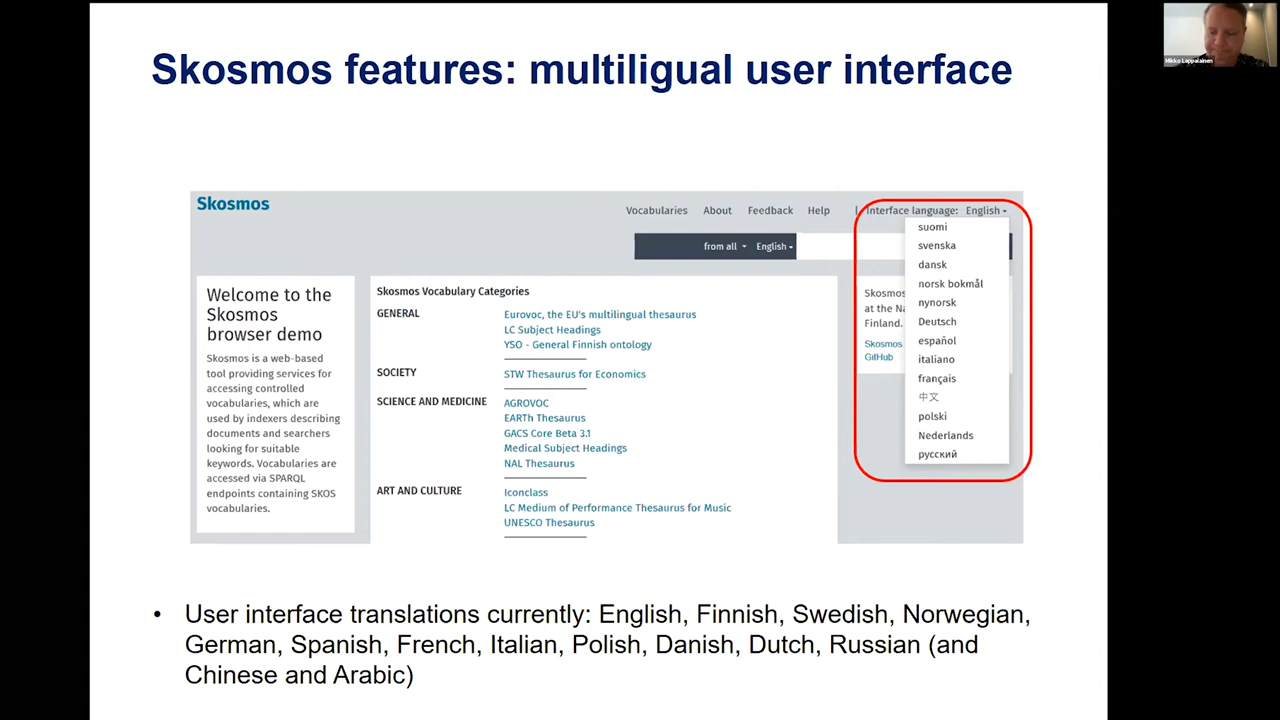 Skosmos features: multiligual user interface
Mikko Lappalainen
Skosmos
Vocabularies About Feedback Help | Interface language: English
from all English
suomi
svenska
dansk
norsk bokmål
nynorsk
Deutsch
español
italiano
français
中文
polski
Nederlands
русский
Welcome to the
Skosmos
browser demo
Skosmos is a web-based
tool providing services for
accessing controlled
vocabularies, which are
used by indexers describing
documents and searchers
looking for suitable
keywords. Vocabularies are
accessed via SPARQL
endpoints containing SKOS
vocabularies.
Skosmos Vocabulary Categories
GENERAL
Eurovoc, the EU's multilingual thesaurus
LC Subject Headings
YSO - General Finnish ontology
SOCIETY
STW Thesaurus for Economics
SCIENCE AND MEDICINE
AGROVOC
EARTh Thesaurus
GACS Core Beta 3.1
Medical Subject Headings
NAL Thesaurus
ART AND CULTURE
Iconclass
LC Medium of Performance Thesaurus for Music
UNESCO Thesaurus
Skosmos
at the Na
Finland.
Skosmos
GitHub
• User interface translations currently: English, Finnish, Swedish, Norwegian,
German, Spanish, French, Italian, Polish, Danish, Dutch, Russian (and
Chinese and Arabic)